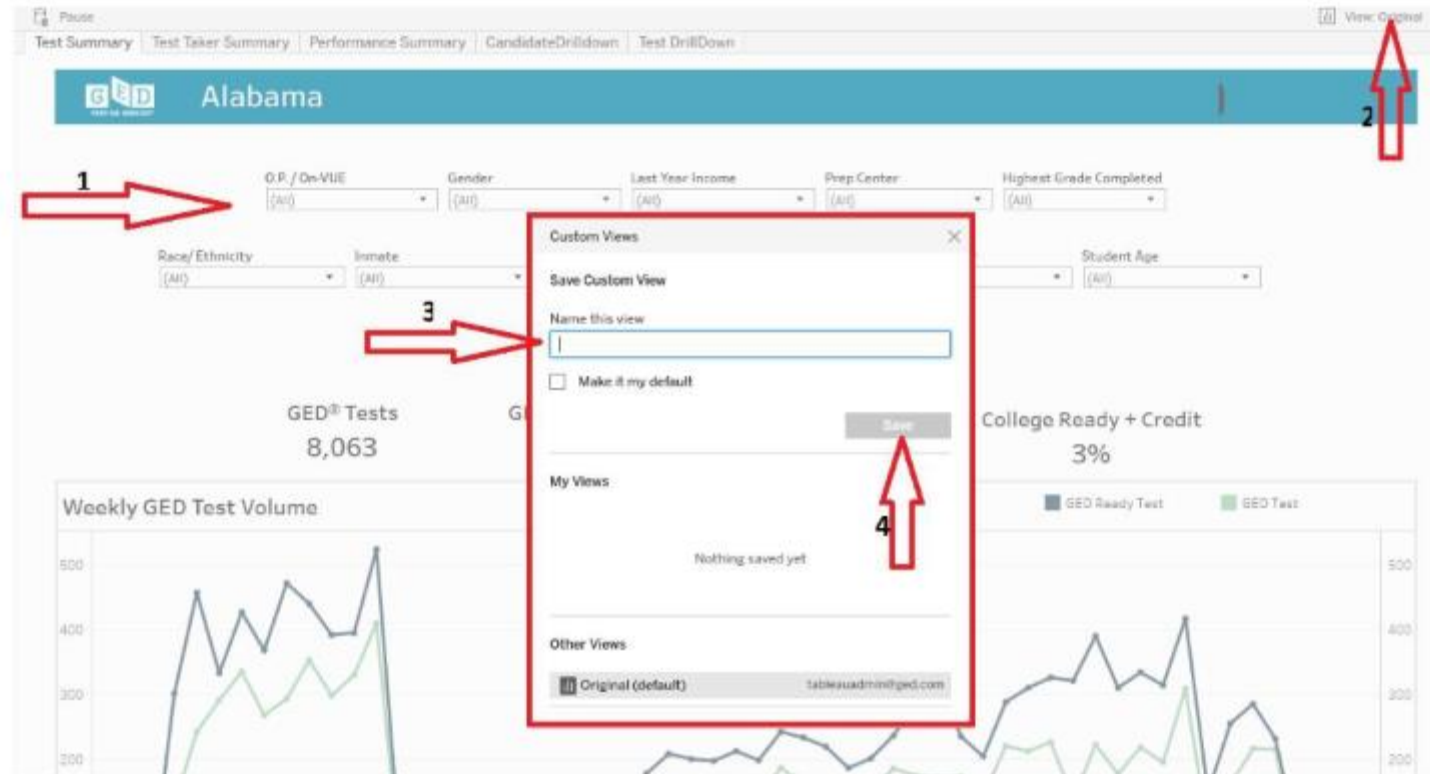 Pause
View: Original
Test Summary Test Taker Summary Performance Summary CandidateDrilldown Test DrillDown
GED Alabama
2
1
O.P. / On-VUE Gender Last Year Income Prep Center Highest Grade Completed
(All) (All) (All) (All) (All)
Race/ Ethnicity Inmate Student Age
(All) (All) (All)
Custom Views
Save Custom View
Name this view
3
Make it my default
Save
4
My Views
Nothing saved yet
Other Views
Original (default) tableauadmin@ged.com
GED® Tests G College Ready + Credit
8,063 3%
Weekly GED Test Volume GED Ready Test GED Test
500 500
400 400
300 300
200 200